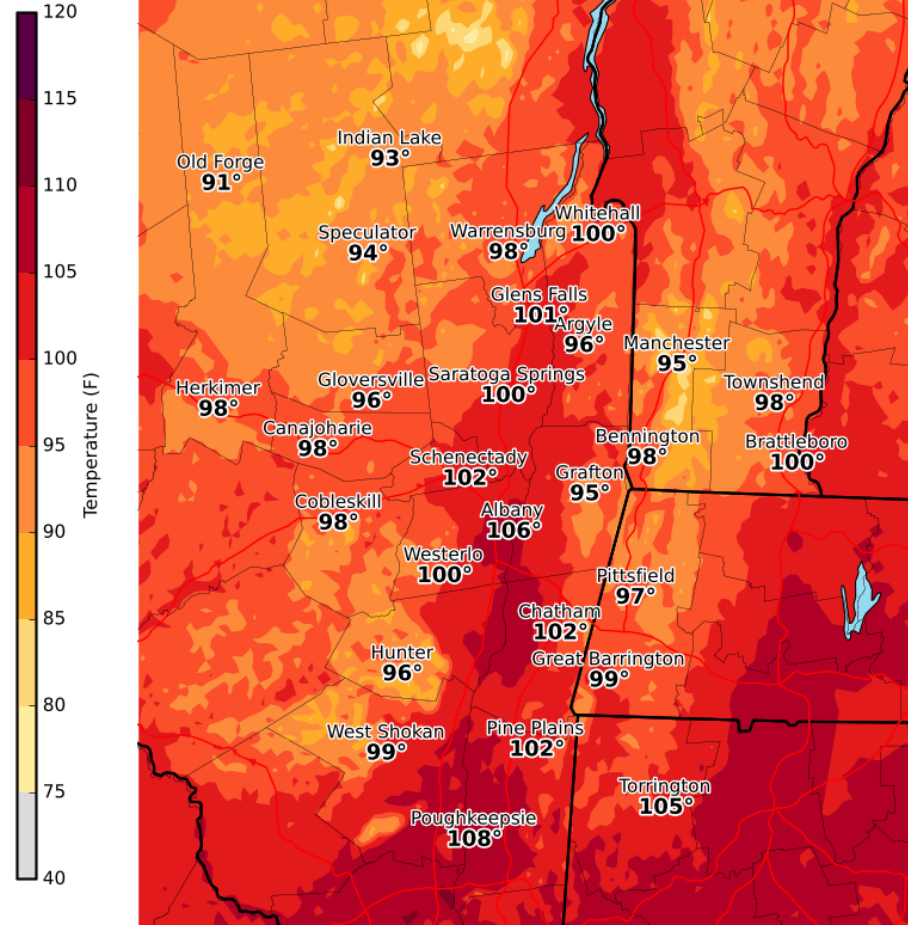 120
115
110
105
100
95
90
85
80
75
40
Temperature (F)
Indian Lake
93°
Old Forge
91°
Whitehall
100°
Speculator
94°
Warrensburg
98°
Glens Falls
101°
Argyle
96°
Manchester
95°
Saratoga Springs
100°
Gloversville
96°
Townshend
98°
Herkimer
98°
Canajoharie
98°
Bennington
98°
Brattleboro
100°
Schenectady
102°
Grafton
95°
Cobleskill
98°
Albany
106°
Westerlo
100°
Pittsfield
97°
Chatham
102°
Hunter
96°
Great Barrington
99°
West Shokan
99°
Pine Plains
102°
Torrington
105°
Poughkeepsie
108°